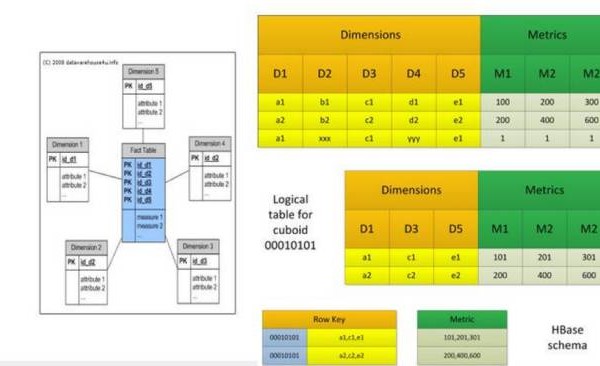 (C) 2008 datawarehouse4u.info
Dimension 5
PK id_d5
attribute 1
attribute 2
...
Dimension 1
PK id_d1
attribute 1
attribute 2
...
Fact Table
PK id_d1
PK id_d2
PK id_d3
PK id_d4
PK id_d5
measure 1
measure 2
...
Dimension 4
PK id_d2
attribute 1
attribute 2
...
Dimension 2
PK id_d2
attribute 1
attribute 2
...
Dimension 3
PK id_d3
attribute 1
attribute 2
...
Dimensions Metrics
D1 D2 D3 D4 D5 M1 M2 M2
a1 b1 c1 d1 e1 100 200 300
a2 b2 c2 d2 e2 200 400 600
a1 xxx c1 yyy e1 1 1 1
Logical
table for
cuboid
00010101
Dimensions Metrics
D1 D3 D5 M1 M2 M2
a1 c1 e1 101 201 301
a2 c2 e2 200 400 600
Row Key Metric
00010101 a1,c1,e1 101,201,301
00010101 a2,c2,e2 200,400,600
HBase
schema